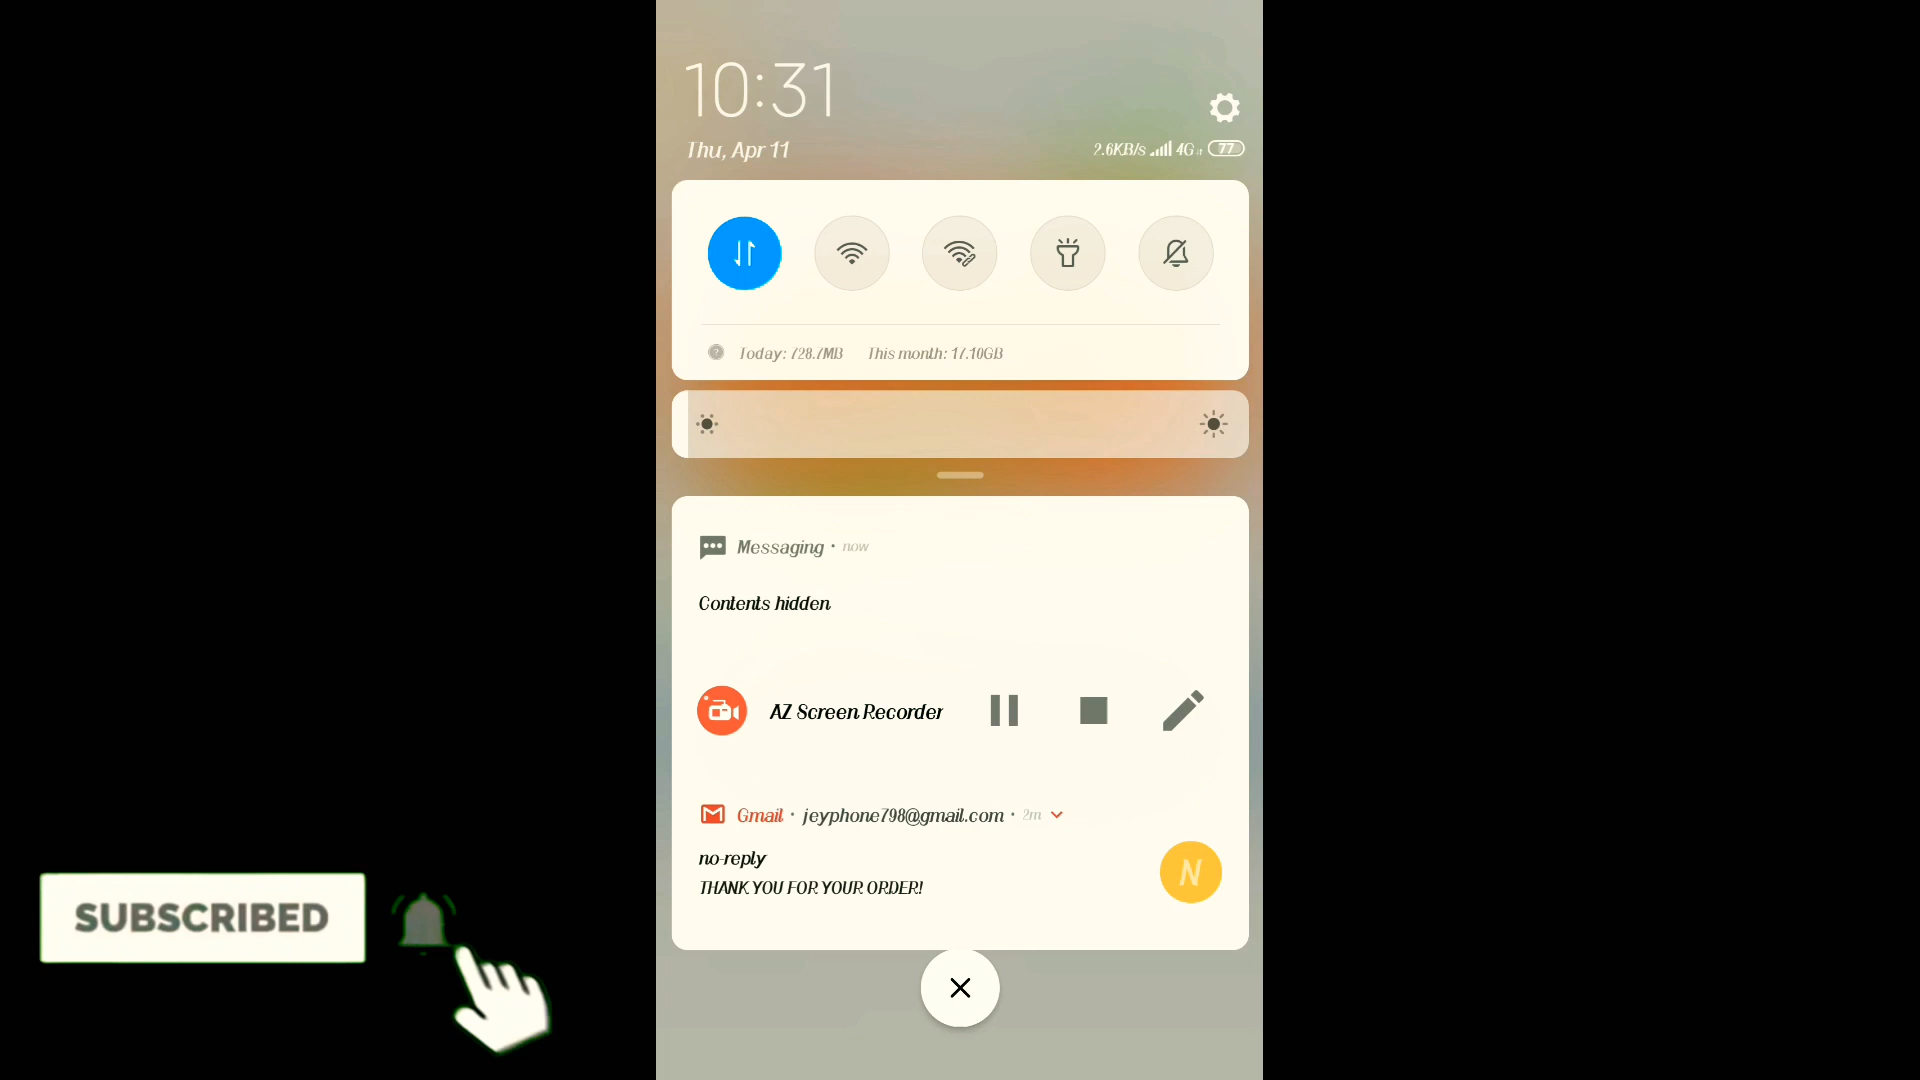 10:31
Thu, Apr 11
2.6KB/s 4G 77
Today: 728.7MB This month: 17.10GB
Messaging · now
Contents hidden
AZ Screen Recorder
Gmail · jeyphone798@gmail.com · 2m
no-reply
THANK YOU FOR YOUR ORDER!
N
SUBSCRIBED